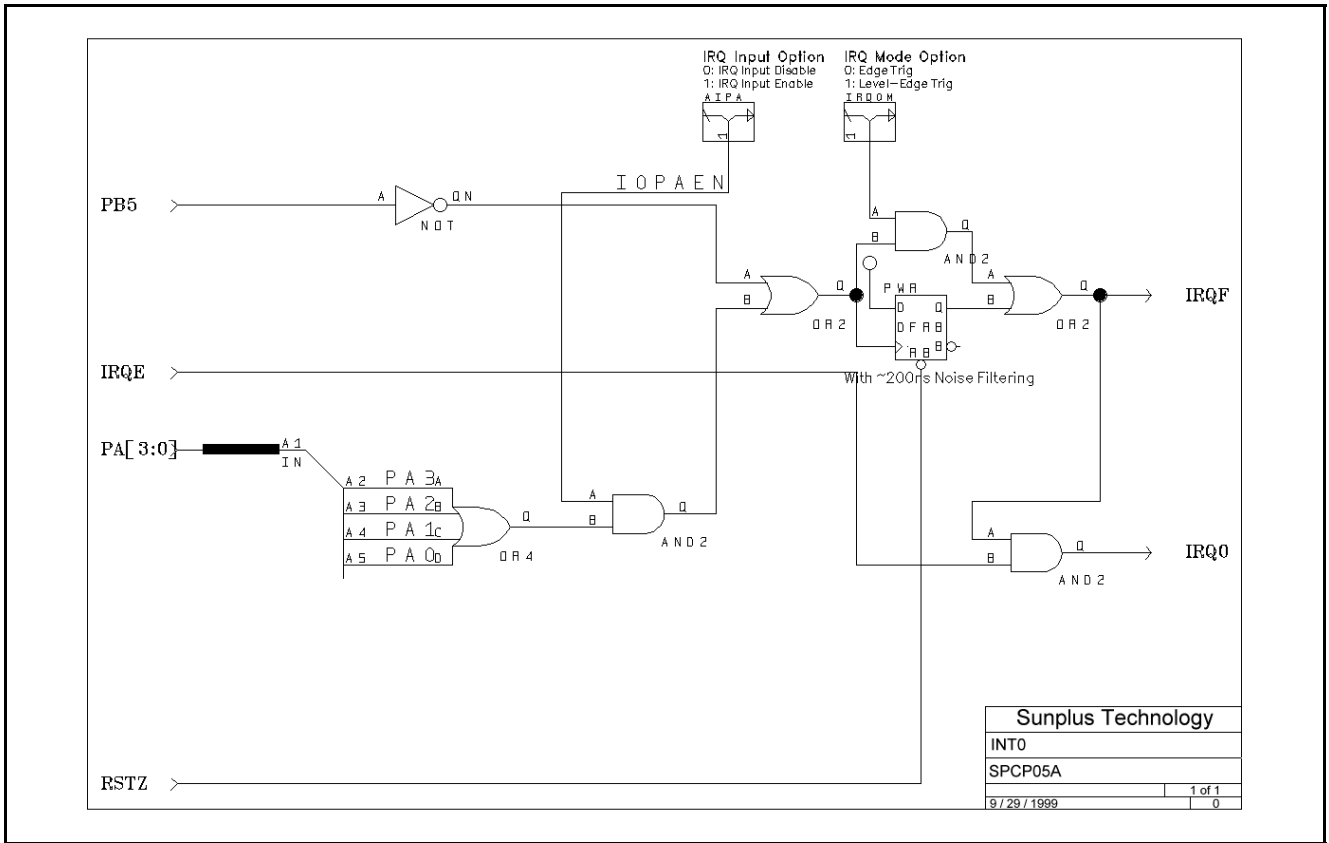 IRQ Input Option
0: IRQ Input Disable
1: IRQ Input Enable
AIPA
1
IRQ Mode Option
0: Edge Trig
1: Level-Edge Trig
IRQOM
1
IOPAEN
PB5
A
QN
NOT
A
Q
B
AND2
A
Q
B
OR2
PWR
D
Q
DFRB
B
RB
A
Q
B
OR2
IRQF
With ~200ns Noise Filtering
IRQE
PA[3:0]
A1
IN
A2 PA3 A
A3 PA2 B
A4 PA1 C
A5 PA0 D
Q
OR4
A
B
Q
AND2
A
B
Q
AND2
IRQ0
RSTZ
Sunplus Technology
INT0
SPCP05A
1 of 1
9 / 29 / 1999
0